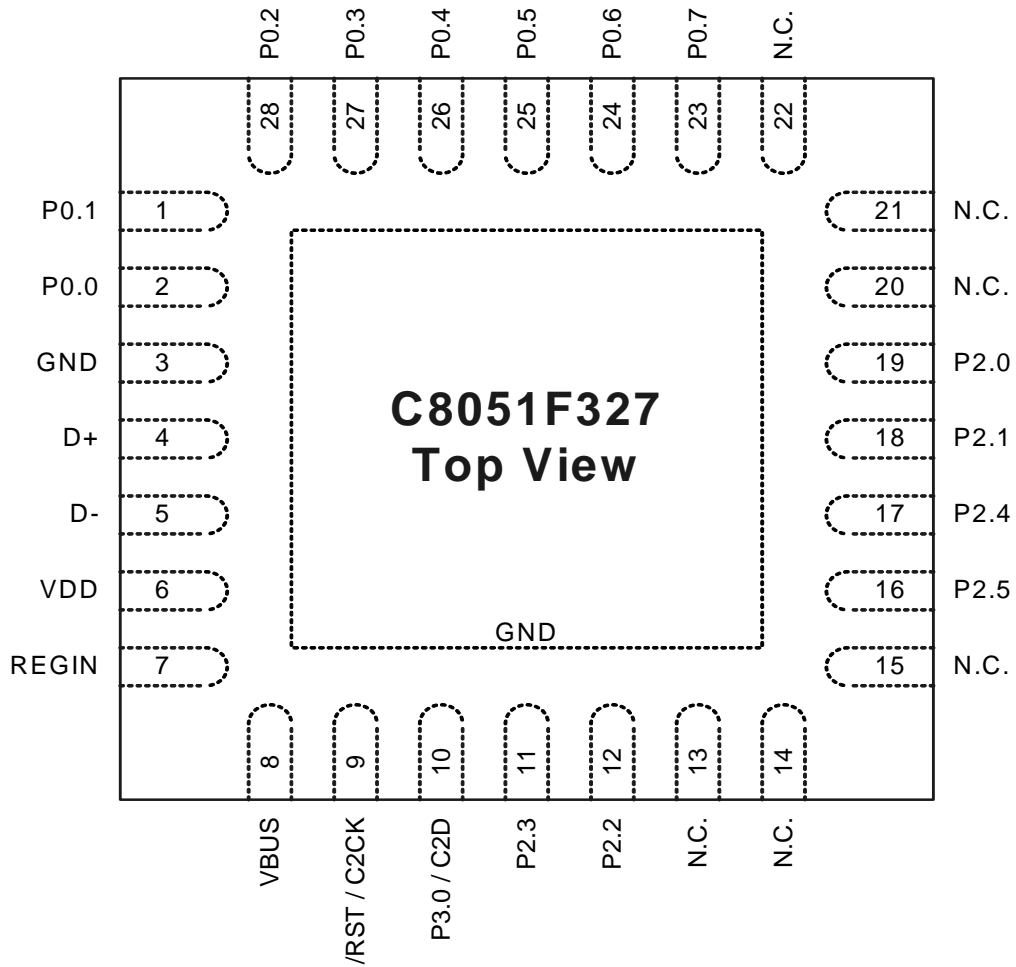 P0.2
P0.3
P0.4
P0.5
P0.6
P0.7
N.C.
28
27
26
25
24
23
22
P0.1 1
P0.0 2
GND 3
D+ 4
D- 5
VDD 6
REGIN 7
21 N.C.
20 N.C.
19 P2.0
18 P2.1
17 P2.4
16 P2.5
15 N.C.
C8051F327
Top View
GND
8
9
10
11
12
13
14
VBUS
/RST / C2CK
P3.0 / C2D
P2.3
P2.2
N.C.
N.C.